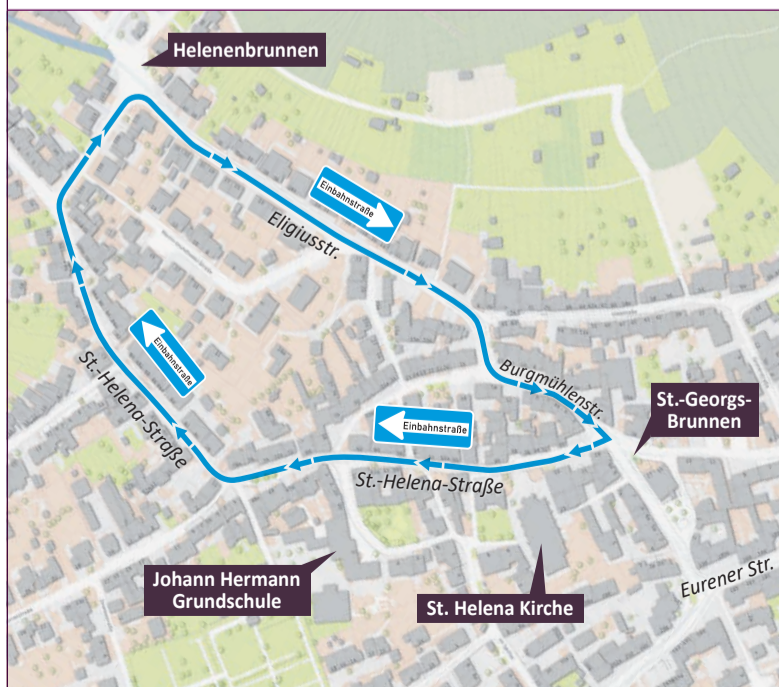 Helenenbrunnen
Einbahnstraße
Eligiusstr.
Einbahnstraße
St.-Helena-Straße
Burgmühlenstr.
St.-Georgs-
Brunnen
Einbahnstraße
St.-Helena-Straße
Johann Hermann
Grundschule
St. Helena Kirche
Eurener Str.